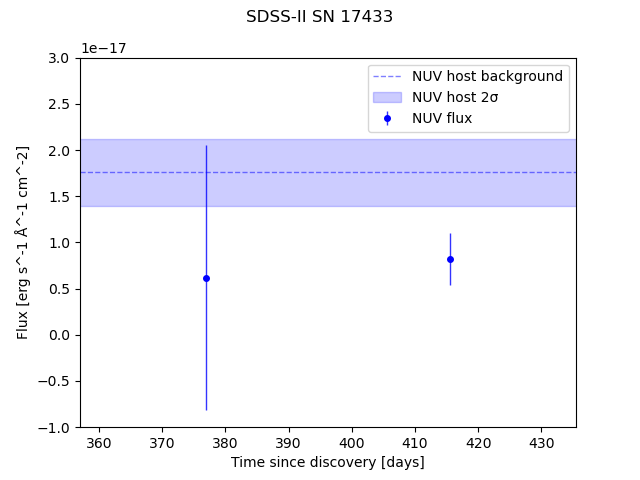 SDSS-II SN 17433
1e−17
3.0
2.5
2.0
1.5
1.0
0.5
0.0
−0.5
−1.0
Flux [erg s^-1 Å^-1 cm^-2]
NUV host background
NUV host 2σ
NUV flux
360 370 380 390 400 410 420 430
Time since discovery [days]